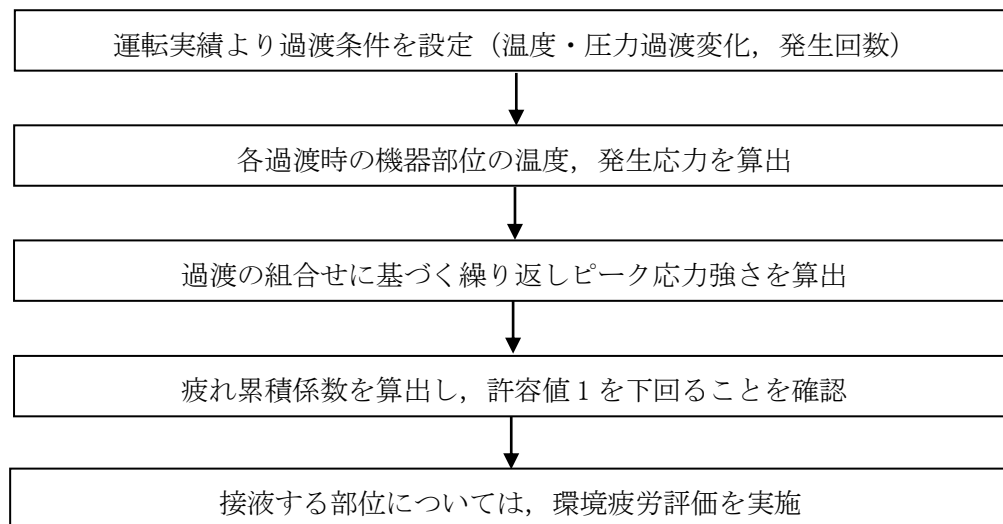 運転実績より過渡条件を設定（温度・圧力過渡変化，発生回数）
各過渡時の機器部位の温度，発生応力を算出
過渡の組合せに基づく繰り返しピーク応力強さを算出
疲れ累積係数を算出し，許容値１を下回ることを確認
接液する部位については，環境疲労評価を実施